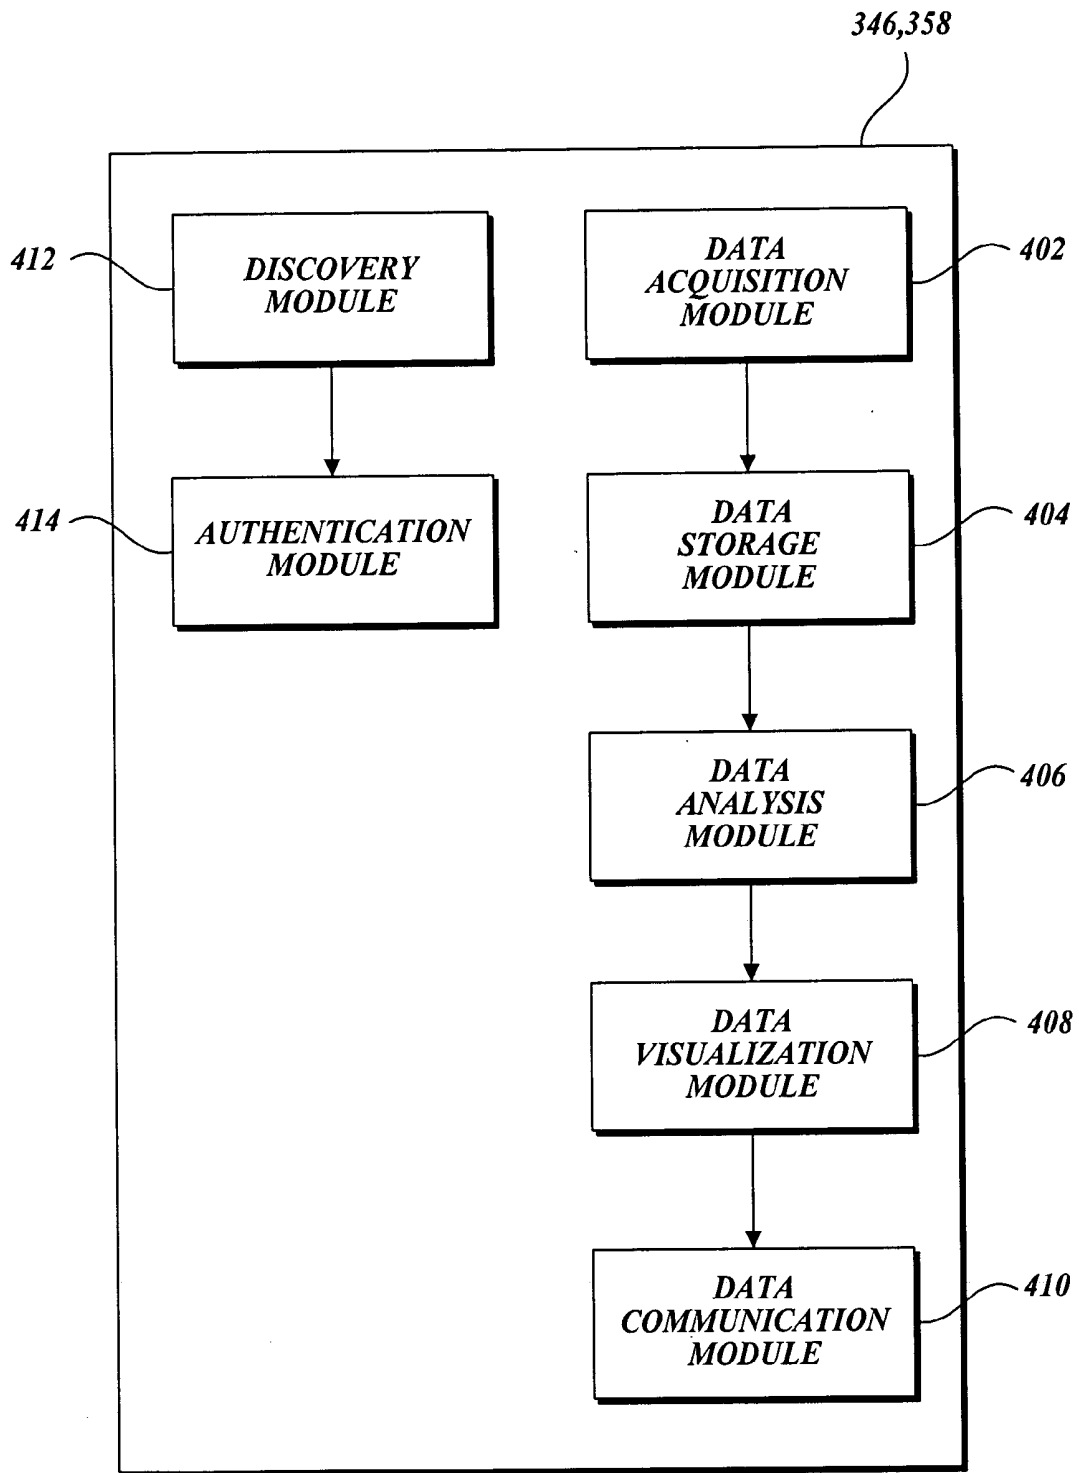 346,358
412
DISCOVERY
MODULE
DATA
ACQUISITION
MODULE
402
414
AUTHENTICATION
MODULE
DATA
STORAGE
MODULE
404
DATA
ANALYSIS
MODULE
406
DATA
VISUALIZATION
MODULE
408
DATA
COMMUNICATION
MODULE
410